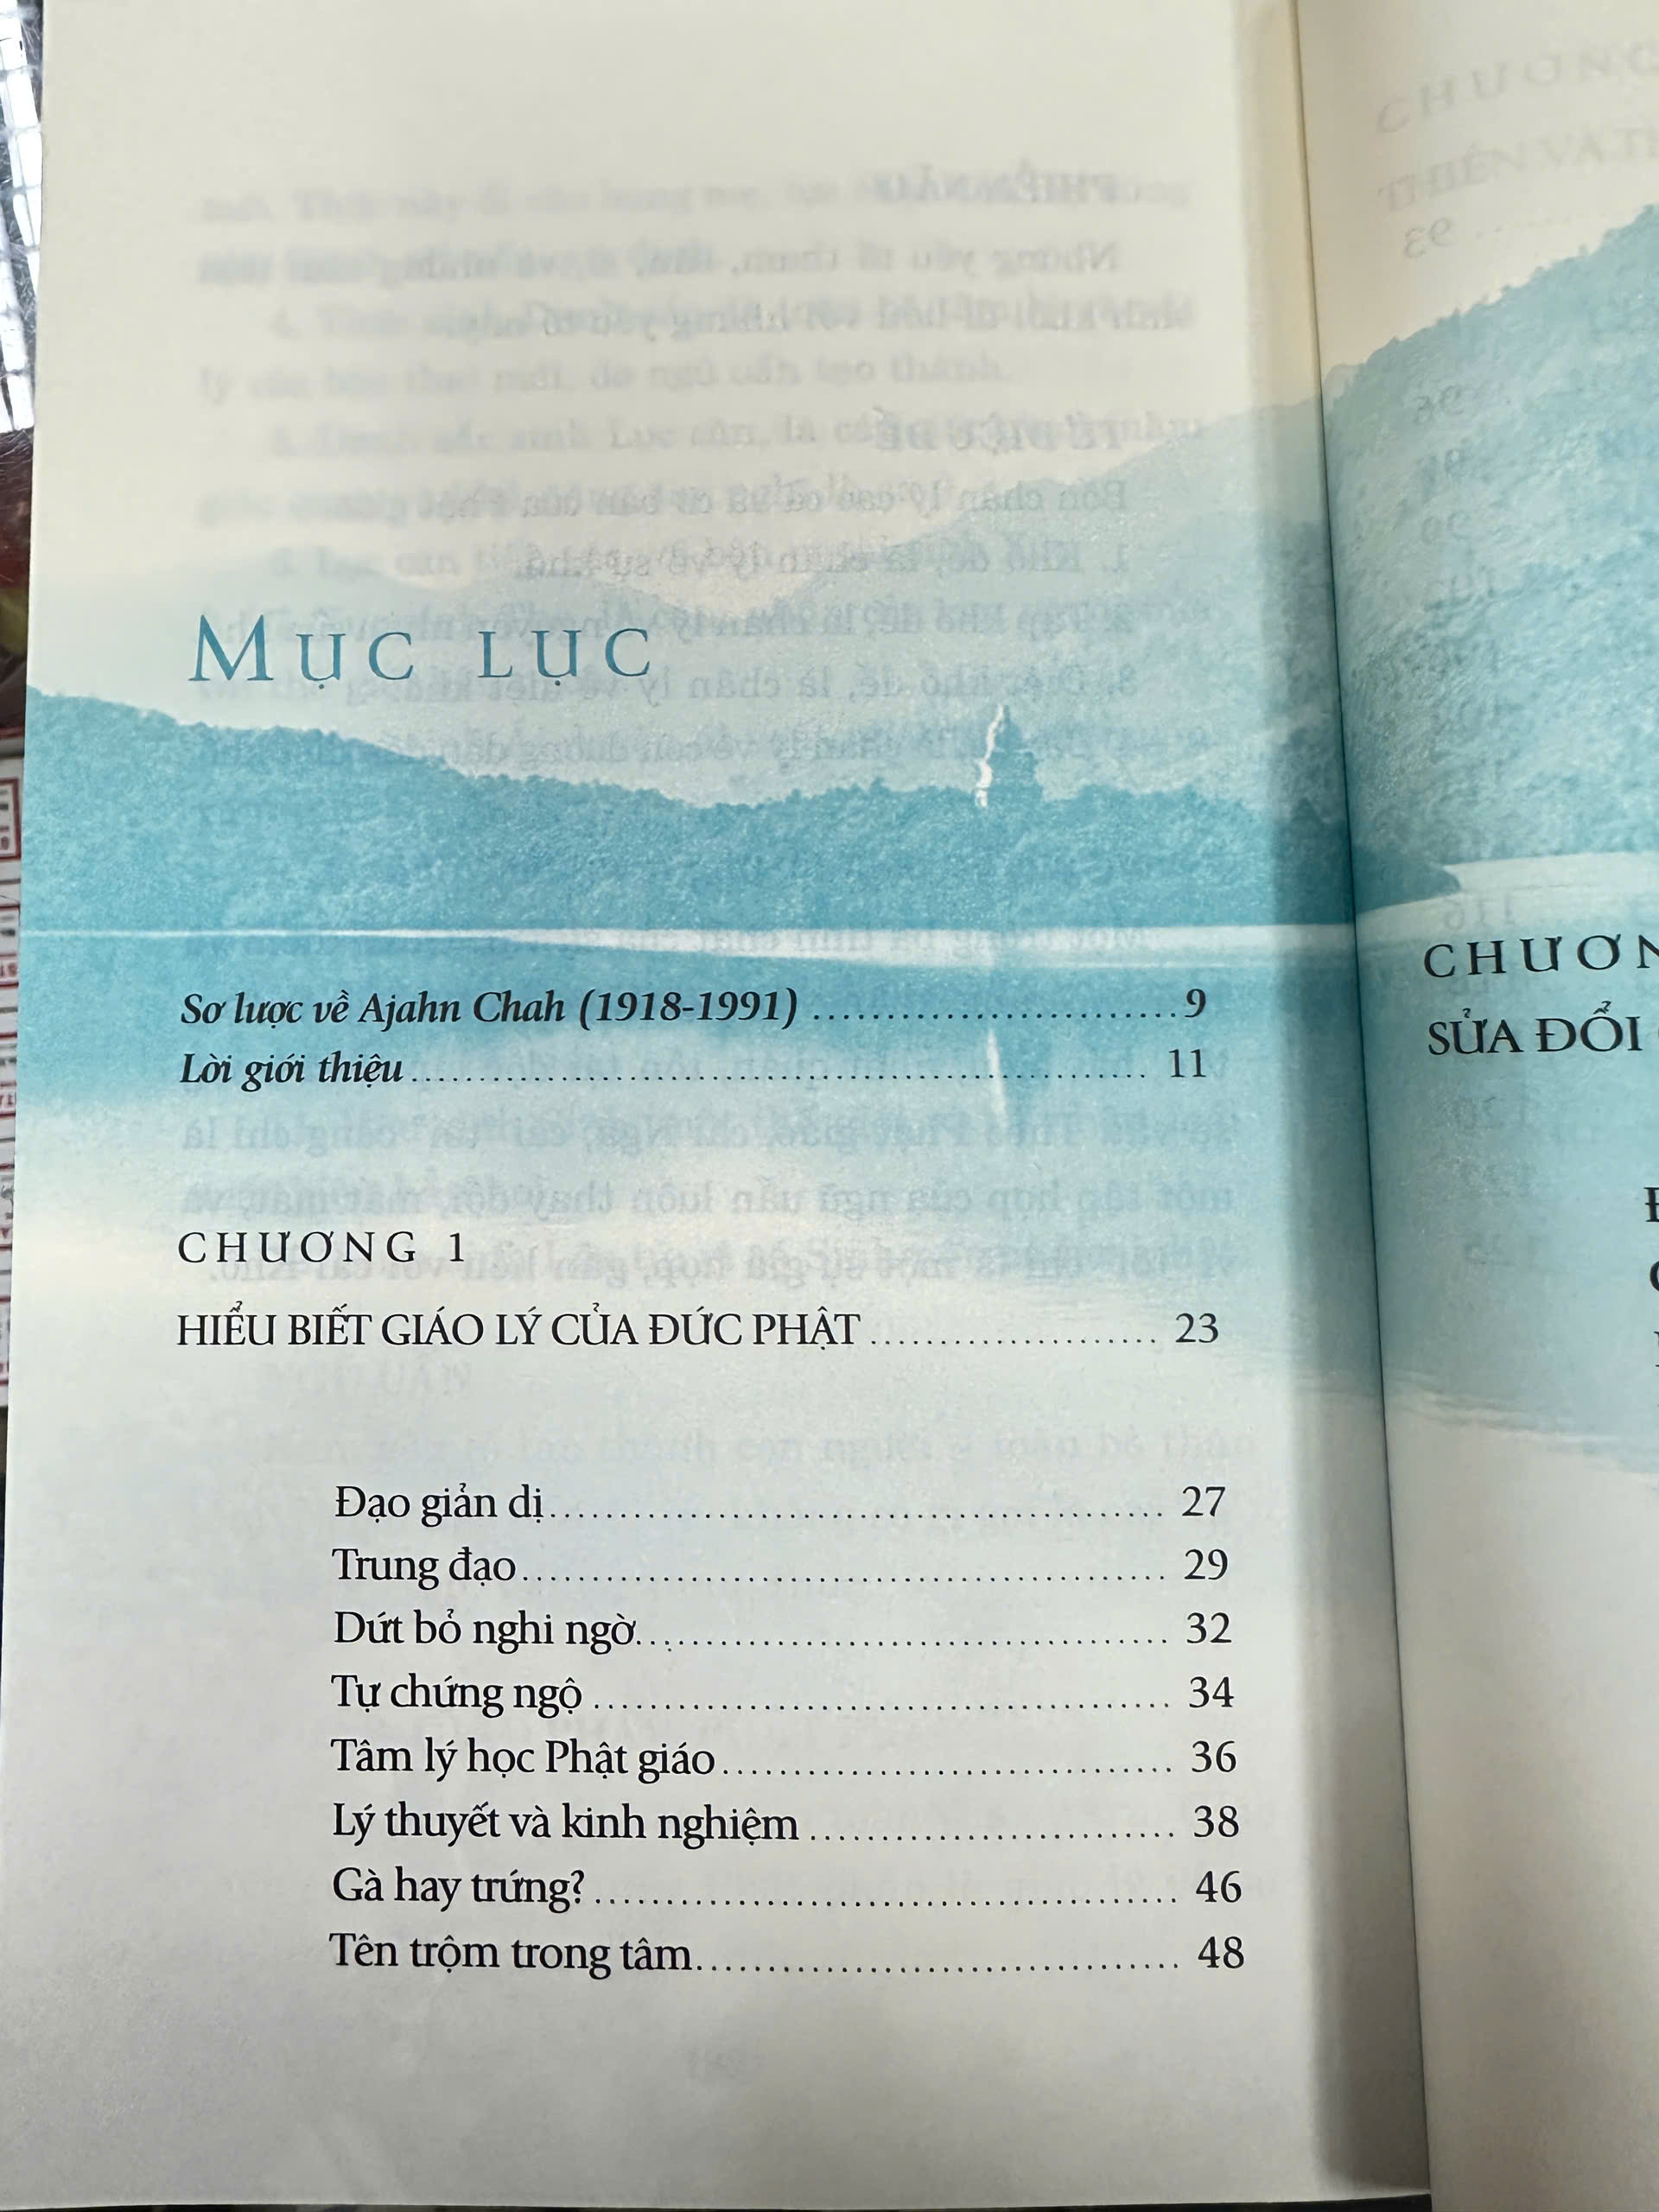 MỤC LỤC
Sơ lược về Ajahn Chah (1918-1991) ........................... 9
Lời giới thiệu ..................................................... 11
CHƯƠNG 1
HIỂU BIẾT GIÁO LÝ CỦA ĐỨC PHẬT ..................... 23
Đạo giản dị ............................................ 27
Trung đạo .............................................. 29
Dứt bỏ nghi ngờ ...................................... 32
Tự chứng ngộ ......................................... 34
Tâm lý học Phật giáo ................................ 36
Lý thuyết và kinh nghiệm .......................... 38
Gà hay trứng? ......................................... 46
Tên trộm trong tâm .................................. 48
SỬA ĐỔI